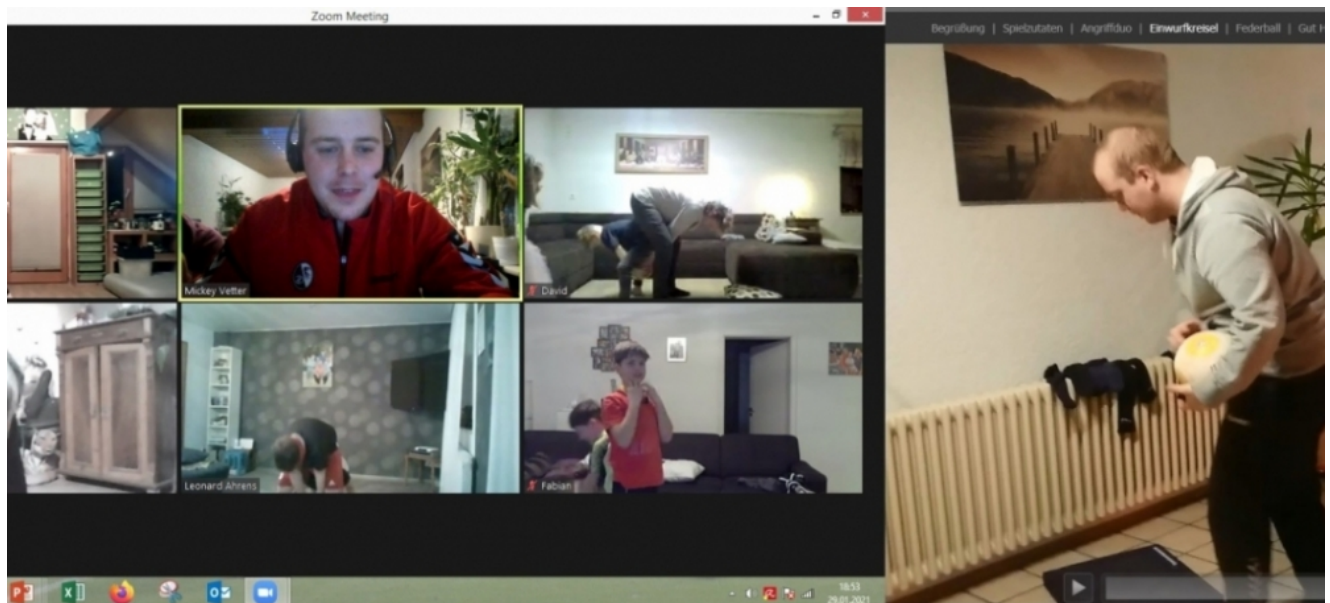 Zoom Meeting
Begrüßung | Spielzutaten | Angriffduo | Einwurfkreisel | Federball | Gut H
Mickey Vetter
David
Leonard Ahrens
Fabian
18:53
29.01.2021